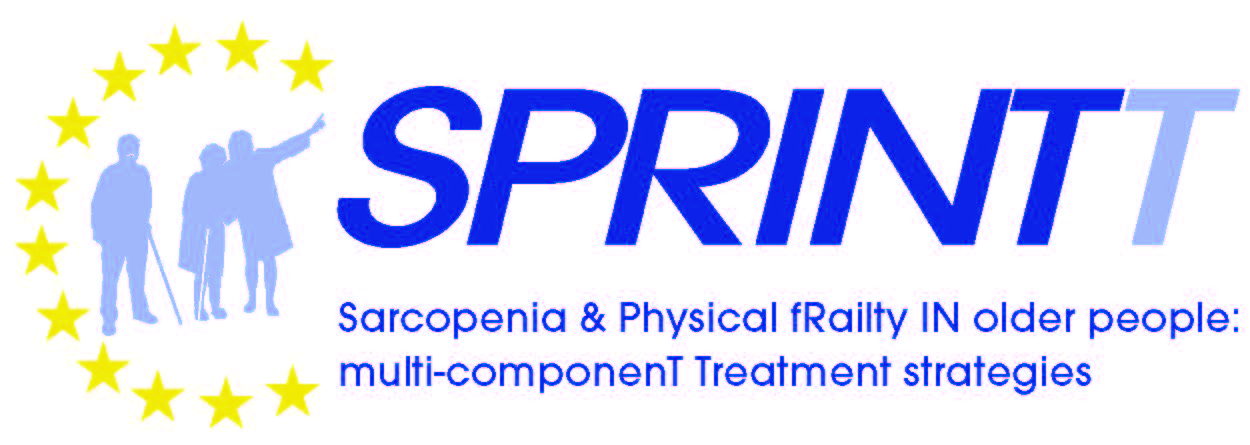 SPRINTT
Sarcopenia & Physical fRailty IN older people:
multi-componenT Treatment strategies